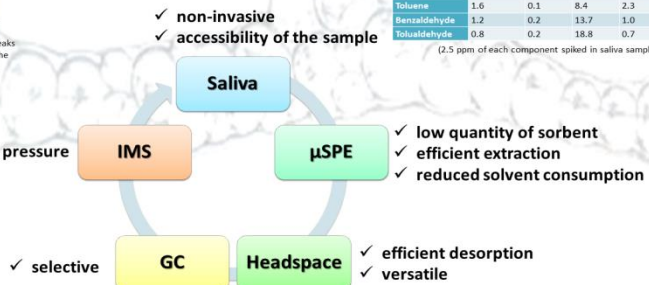 ✓ non-invasive
✓ accessibility of the sample
Toluene 1.6 0.1 8.4 2.3
Benzaldehyde 1.2 0.2 13.7 1.0
Tolualdehyde 0.8 0.2 18.8 0.7
(2.5 ppm of each component spiked in saliva sampl
eaks
he
Saliva
pressure
IMS
µSPE
✓ low quantity of sorbent
✓ efficient extraction
✓ reduced solvent consumption
✓ selective
GC
Headspace
✓ efficient desorption
✓ versatile